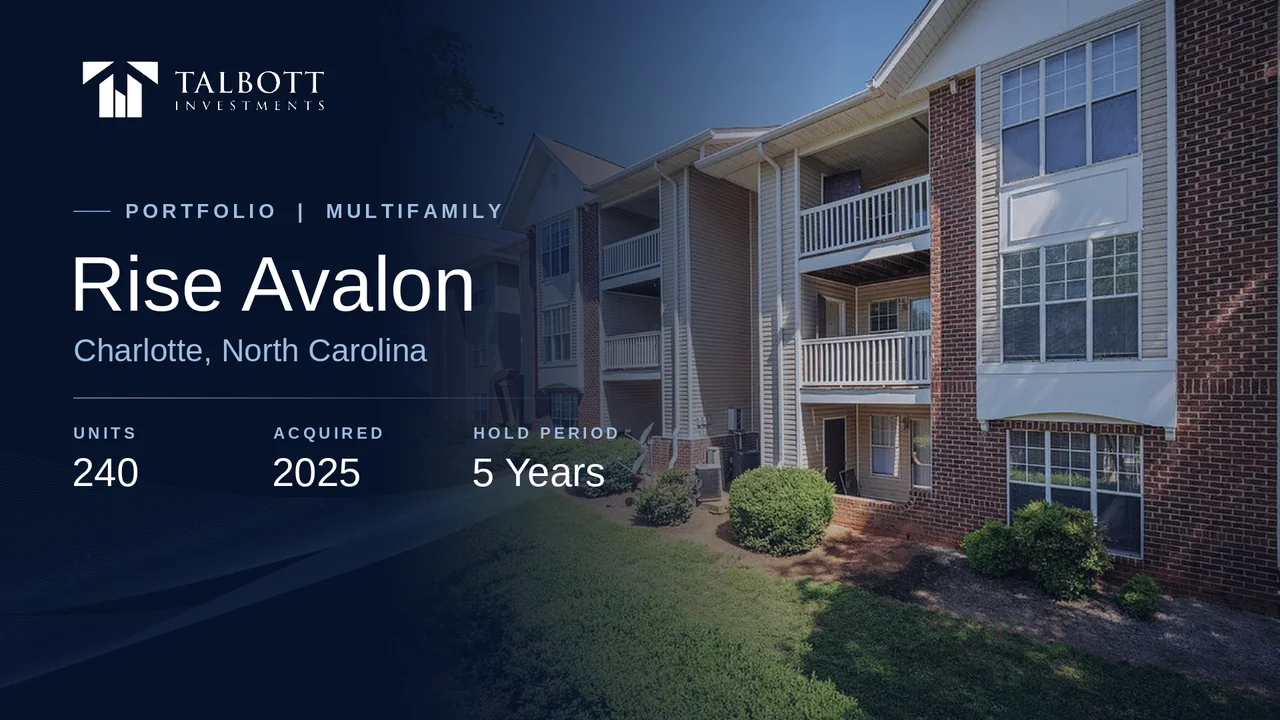 TALBOTT
INVESTMENTS
PORTFOLIO | MULTIFAMILY
Rise Avalon
Charlotte, North Carolina
UNITS ACQUIRED HOLD PERIOD
240 2025 5 Years